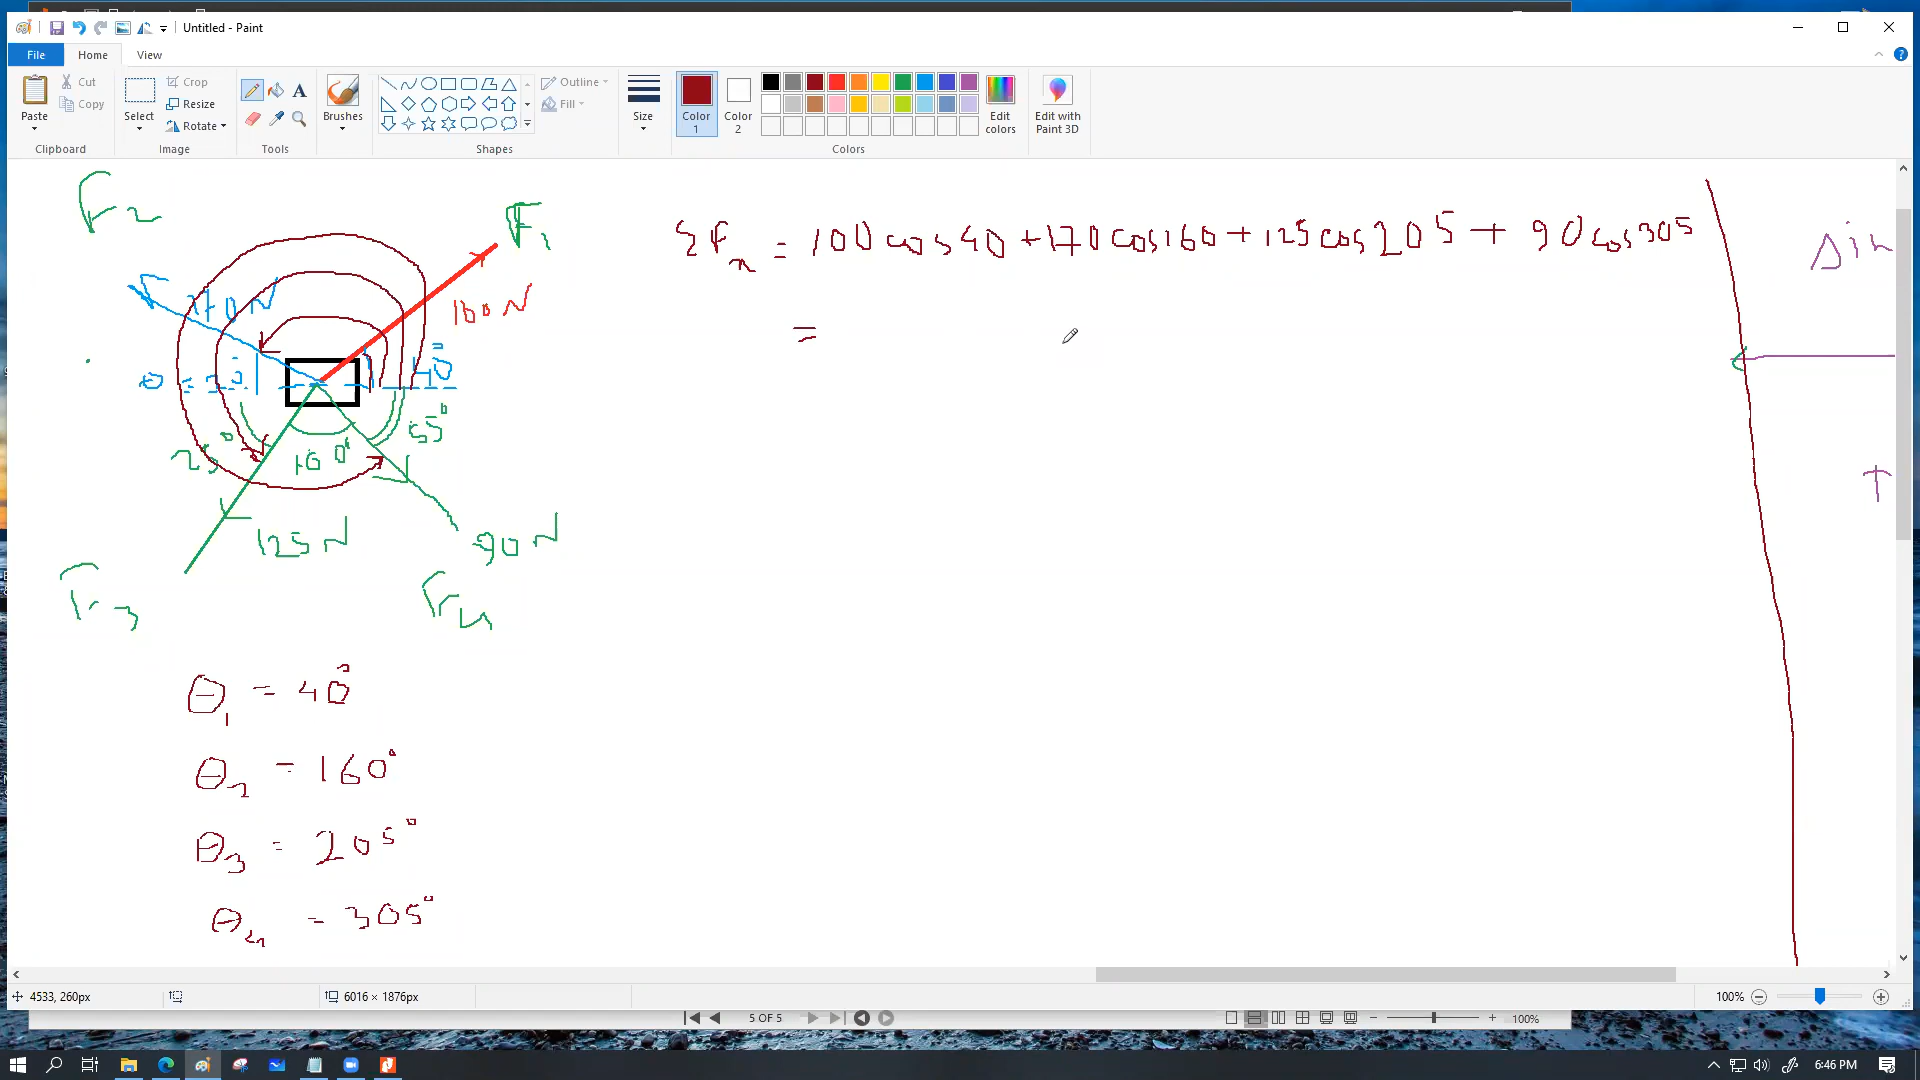 Untitled - Paint
File Home View
Paste Cut Copy Clipboard
Select Crop Resize Rotate Image
Tools
Brushes
Outline Fill Shapes
Size
Color 1 Color 2 Edit colors Colors
Edit with Paint 3D
F2
F1
170 N
100 N
40°
55°
125 N
90 N
F3
F4
ΣFx = 100 cos 40 + 170 cos 160 + 125 cos 205 + 90 cos 305
=
θ1 = 40°
θ2 = 160°
θ3 = 205°
θ4 = 305°
4533, 260px
6016 × 1876px
100%
5 OF 5
100%
6:46 PM